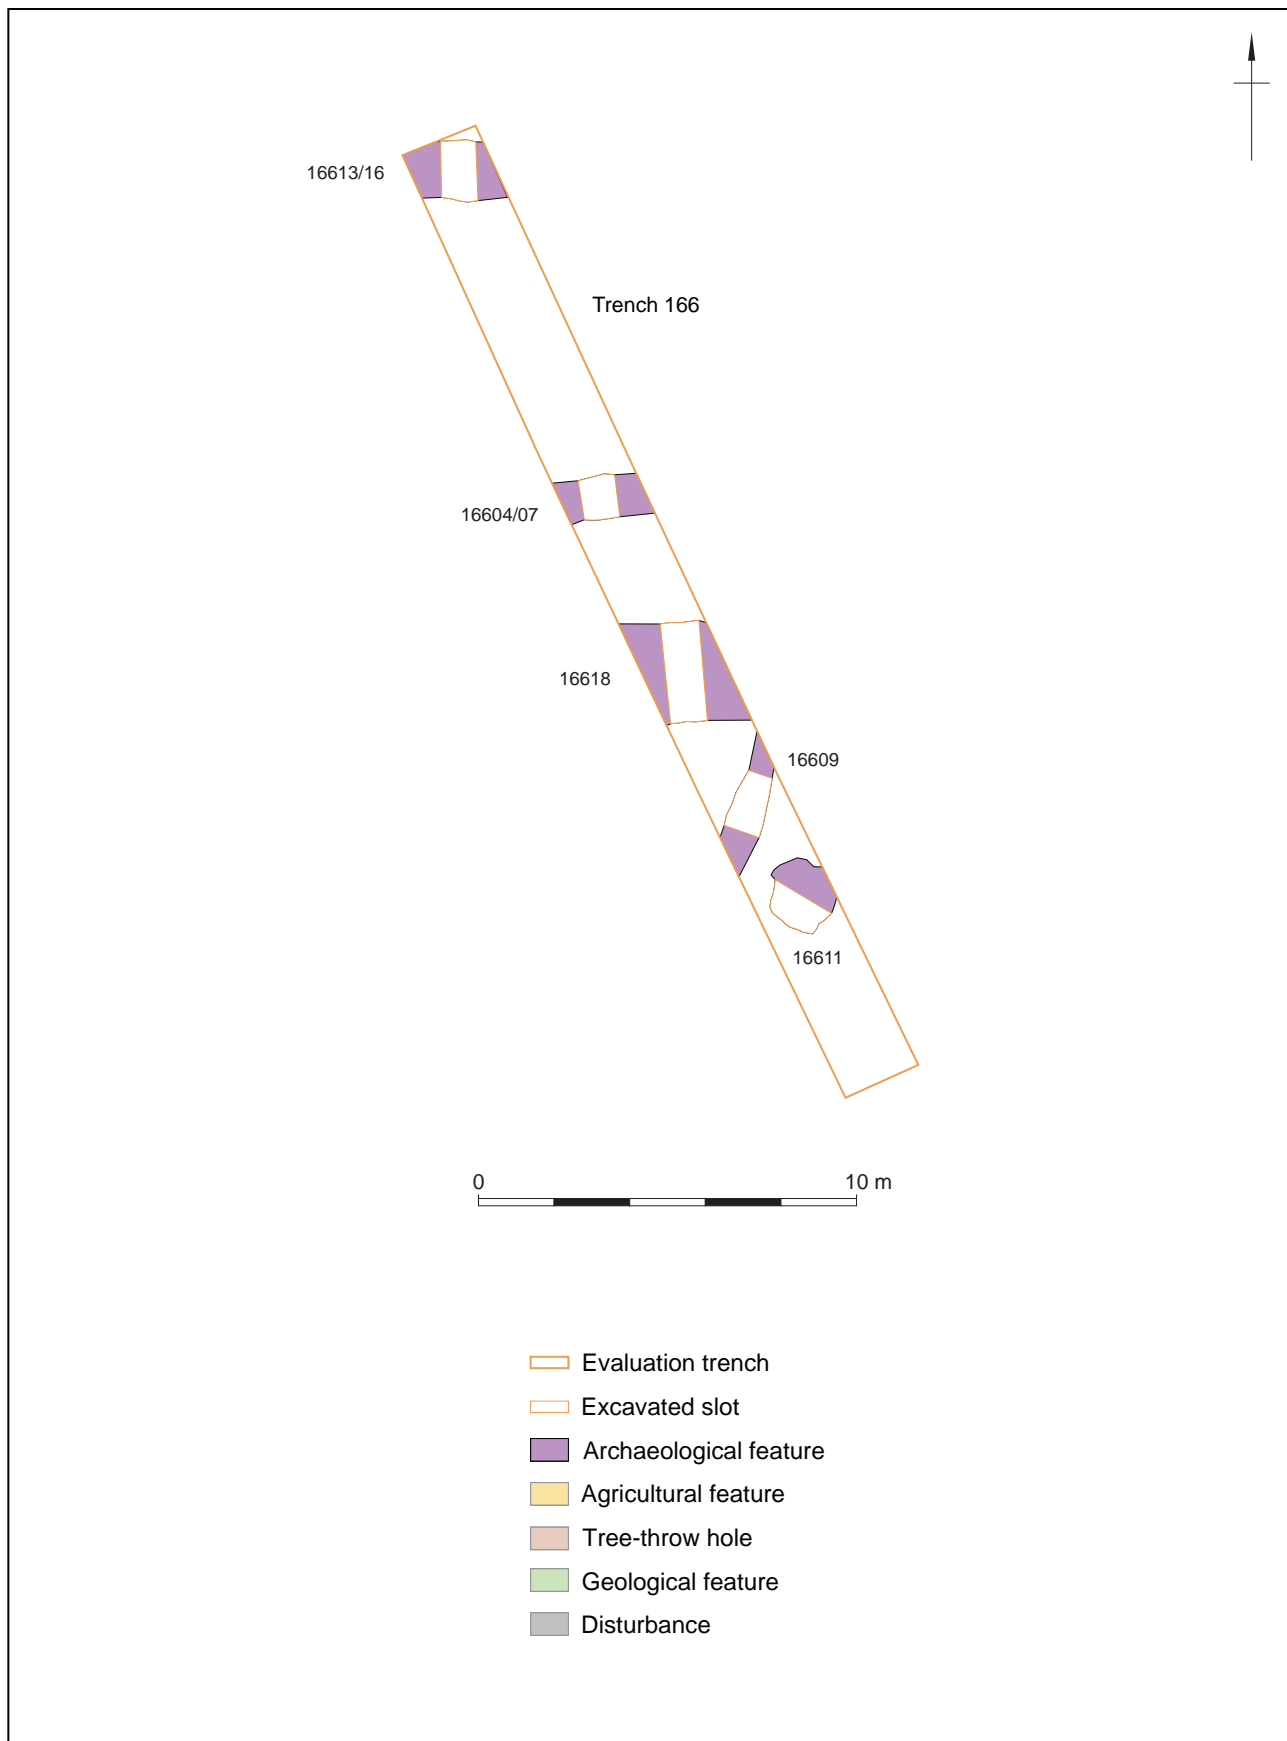 16613/16
Trench 166
16604/07
16618
16609
16611
0 10 m
Evaluation trench
Excavated slot
Archaeological feature
Agricultural feature
Tree-throw hole
Geological feature
Disturbance